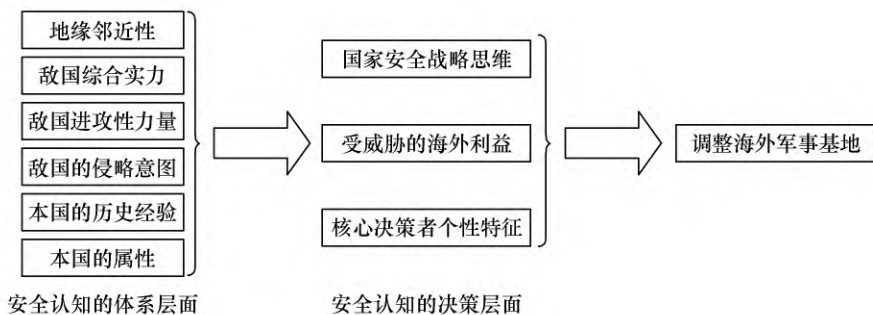 地缘邻近性
敌国综合实力
敌国进攻性力量
敌国的侵略意图
本国的历史经验
本国的属性
安全认知的体系层面
国家安全战略思维
受威胁的海外利益
核心决策者个性特征
安全认知的决策层面
调整海外军事基地